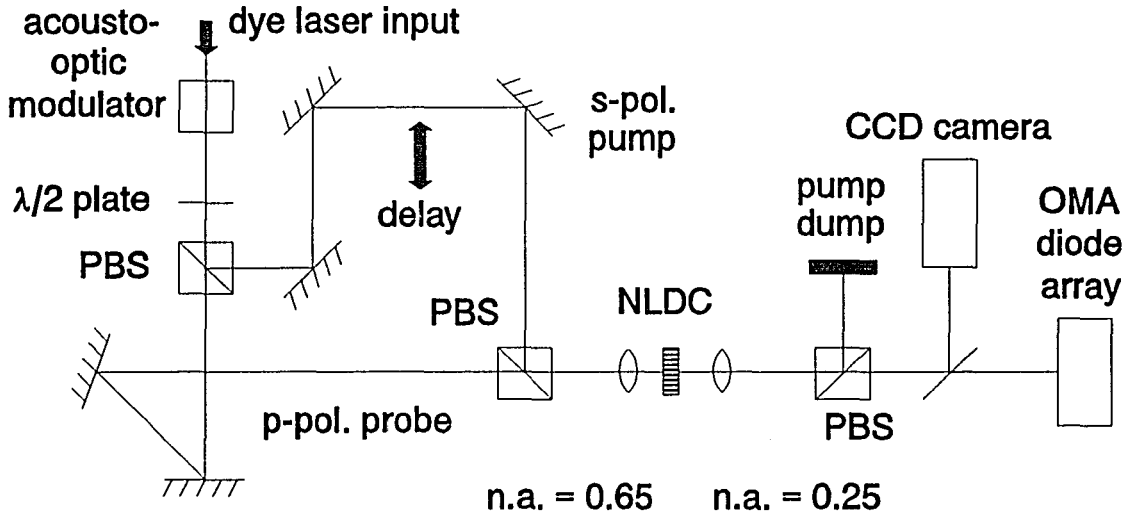 acousto-
optic
modulator
dye laser input
λ/2 plate
PBS
delay
s-pol.
pump
PBS
p-pol. probe
NLDC
n.a. = 0.65
n.a. = 0.25
pump
dump
PBS
CCD camera
OMA
diode
array